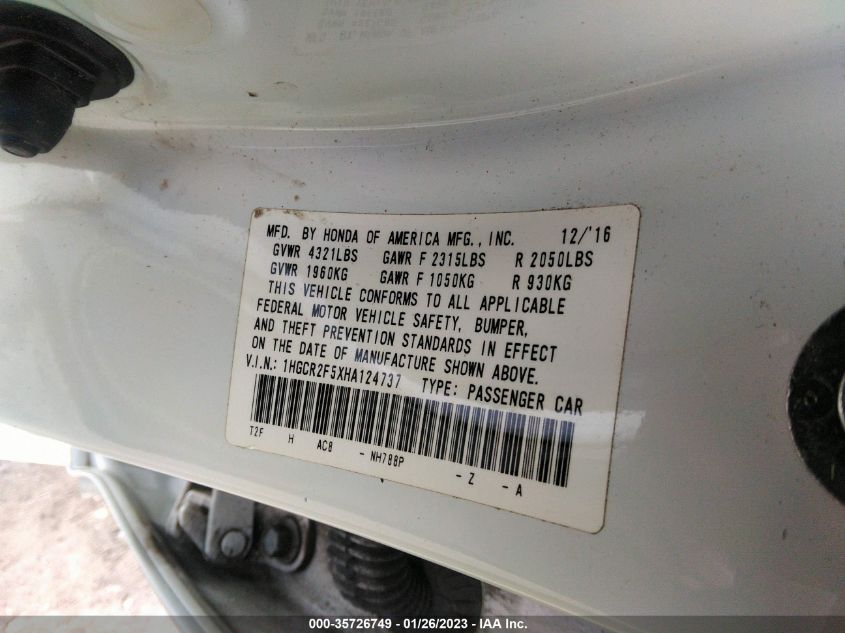 MFD. BY HONDA OF AMERICA MFG., INC. 12/'16
GVWR 4321LBS GAWR F 2315LBS R 2050LBS
GVWR 1960KG GAWR F 1050KG R 930KG
THIS VEHICLE CONFORMS TO ALL APPLICABLE
FEDERAL MOTOR VEHICLE SAFETY, BUMPER,
AND THEFT PREVENTION STANDARDS IN EFFECT
ON THE DATE OF MANUFACTURE SHOWN ABOVE.
V.I.N.: 1HGCR2F5XHA124737 TYPE: PASSENGER CAR
T2F H AC8 - NH788P - Z - A
000-35726749 - 01/26/2023 - IAA Inc.